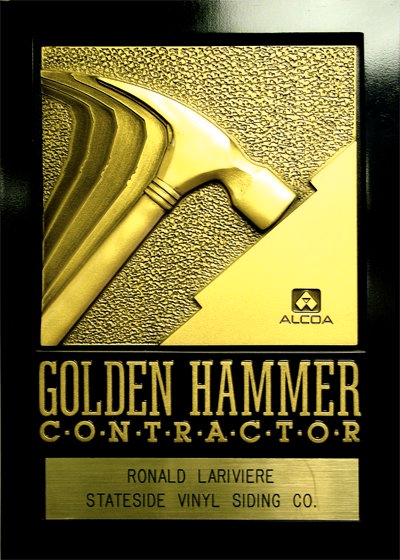 ALCOA
GOLDEN HAMMER
C·O·N·T·R·A·C·T·O·R
RONALD LARIVIERE
STATESIDE VINYL SIDING CO.